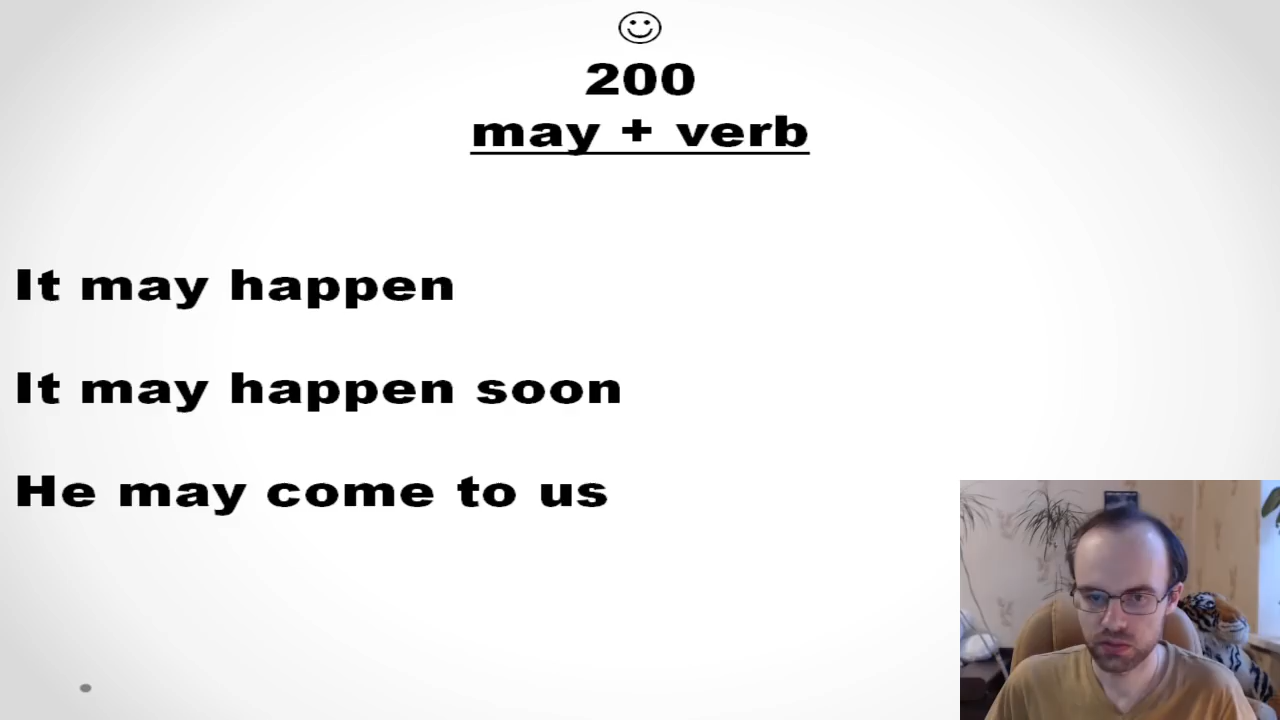 200
may + verb
It may happen
It may happen soon
He may come to us